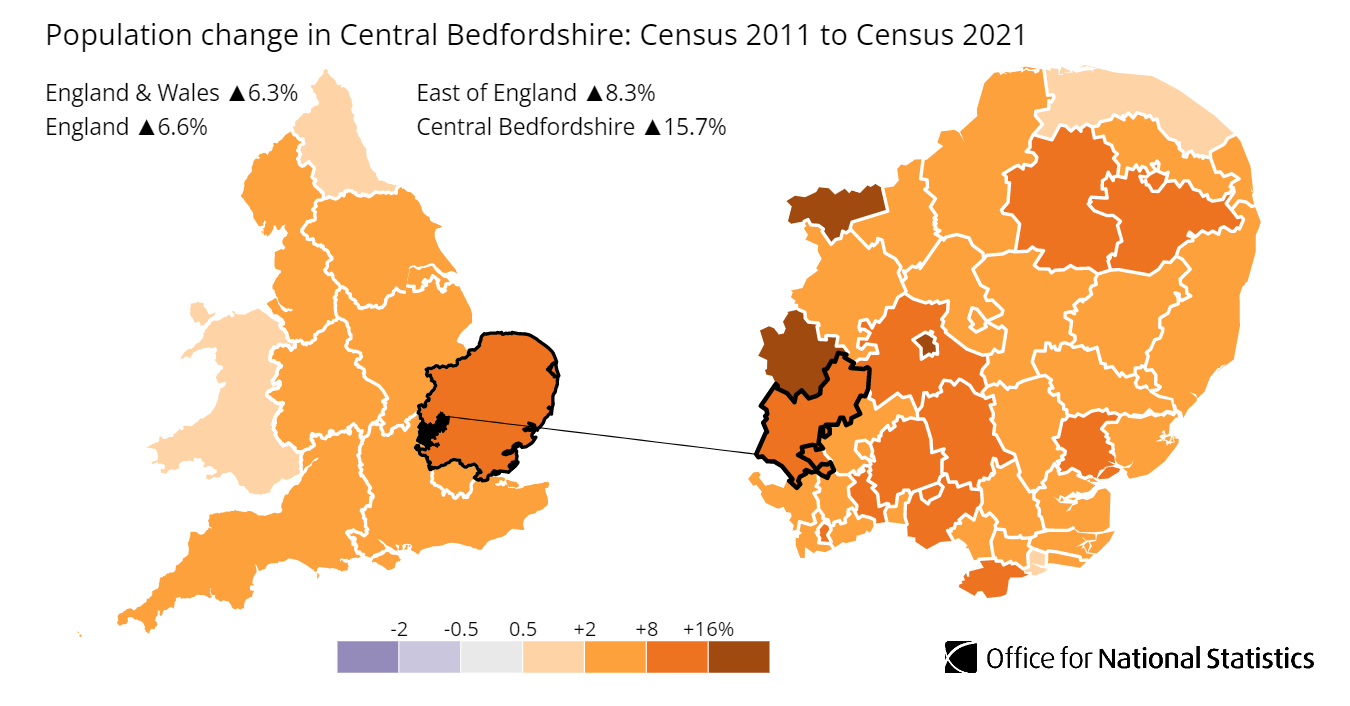 Population change in Central Bedfordshire: Census 2011 to Census 2021
England & Wales ▲6.3%
England ▲6.6%
East of England ▲8.3%
Central Bedfordshire ▲15.7%
-2 -0.5 0.5 +2 +8 +16%
Office for National Statistics